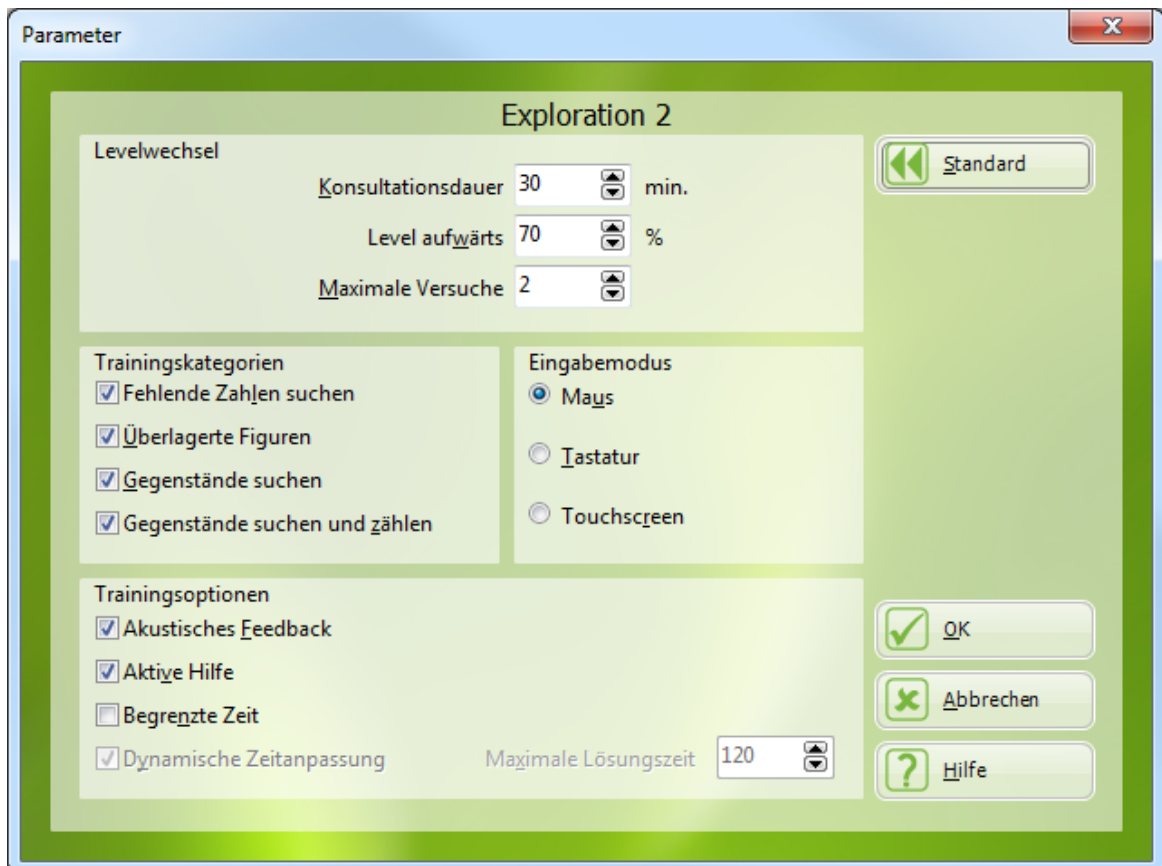 Parameter
Exploration 2
Levelwechsel
Konsultationsdauer 30 min.
Level aufwärts 70 %
Maximale Versuche 2
Standard
Trainingskategorien
Fehlende Zahlen suchen
Überlagerte Figuren
Gegenstände suchen
Gegenstände suchen und zählen
Eingabemodus
Maus
Tastatur
Touchscreen
Trainingsoptionen
Akustisches Feedback
Aktive Hilfe
Begrenzte Zeit
Dynamische Zeitanpassung Maximale Lösungszeit 120
OK
Abbrechen
Hilfe